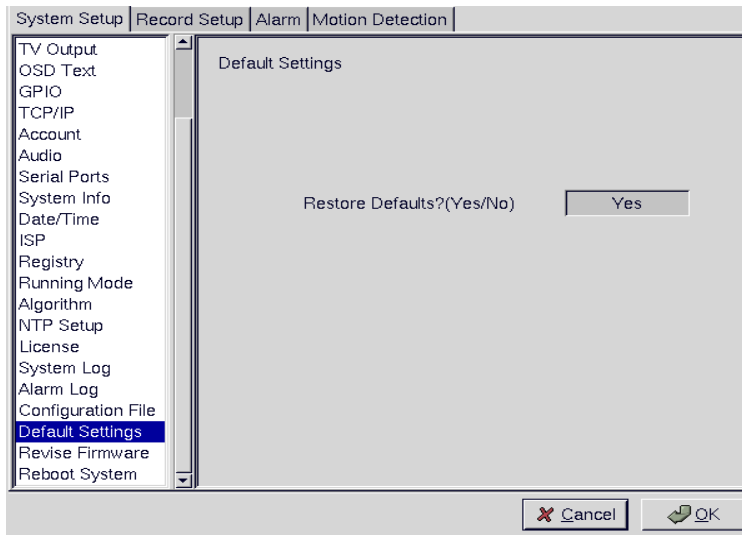 System Setup Record Setup Alarm Motion Detection
TV Output
OSD Text
GPIO
TCP/IP
Account
Audio
Serial Ports
System Info
Date/Time
ISP
Registry
Running Mode
Algorithm
NTP Setup
License
System Log
Alarm Log
Configuration File
Default Settings
Revise Firmware
Reboot System
Default Settings
Restore Defaults?(Yes/No) Yes
Cancel OK